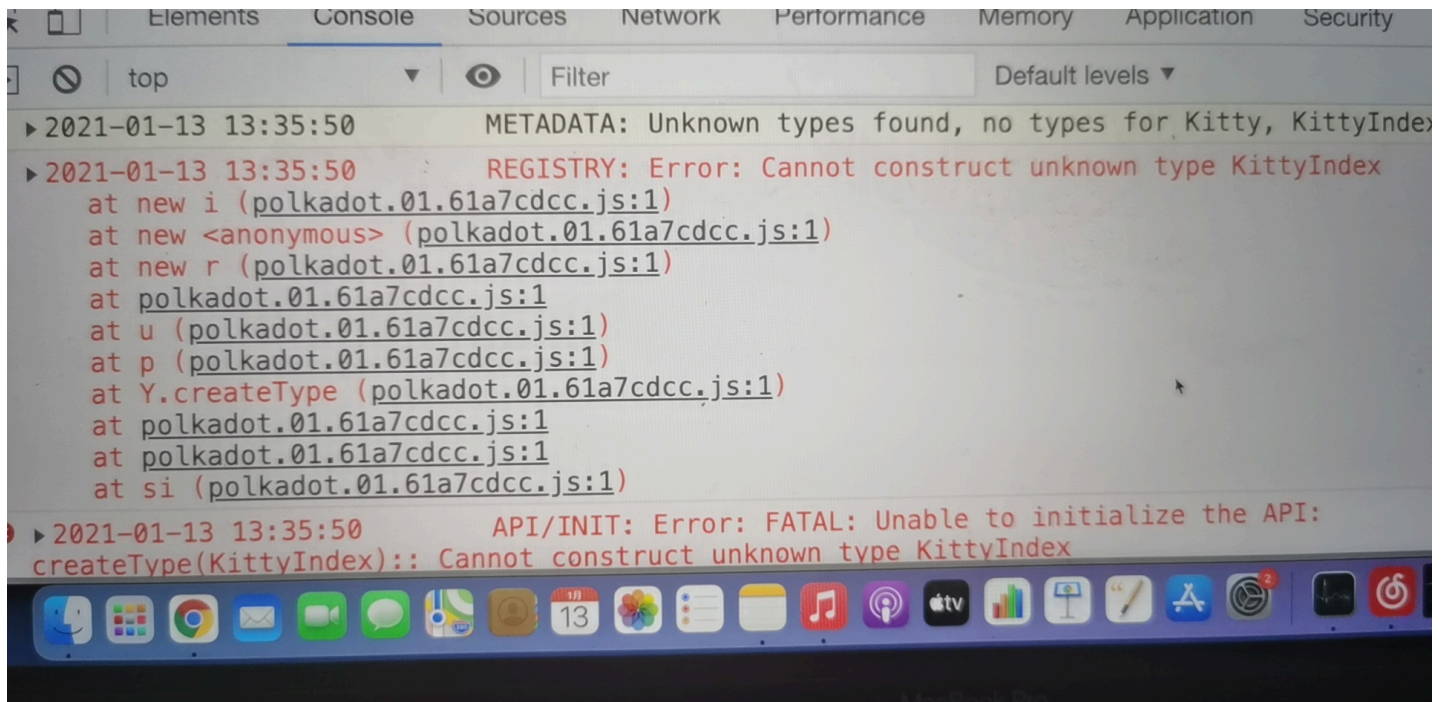 Elements Console Sources Network Performance Memory Application Security
top Filter Default levels ▼
2021-01-13 13:35:50 METADATA: Unknown types found, no types for Kitty, KittyIndex
2021-01-13 13:35:50 REGISTRY: Error: Cannot construct unknown type KittyIndex
at new i (polkadot.01.61a7cdcc.js:1)
at new <anonymous> (polkadot.01.61a7cdcc.js:1)
at new r (polkadot.01.61a7cdcc.js:1)
at polkadot.01.61a7cdcc.js:1
at u (polkadot.01.61a7cdcc.js:1)
at p (polkadot.01.61a7cdcc.js:1)
at Y.createType (polkadot.01.61a7cdcc.js:1)
at polkadot.01.61a7cdcc.js:1
at polkadot.01.61a7cdcc.js:1
at si (polkadot.01.61a7cdcc.js:1)
2021-01-13 13:35:50 API/INIT: Error: FATAL: Unable to initialize the API:
createType(KittyIndex):: Cannot construct unknown type KittyIndex
1月
13
tv
2
MacBook Pro